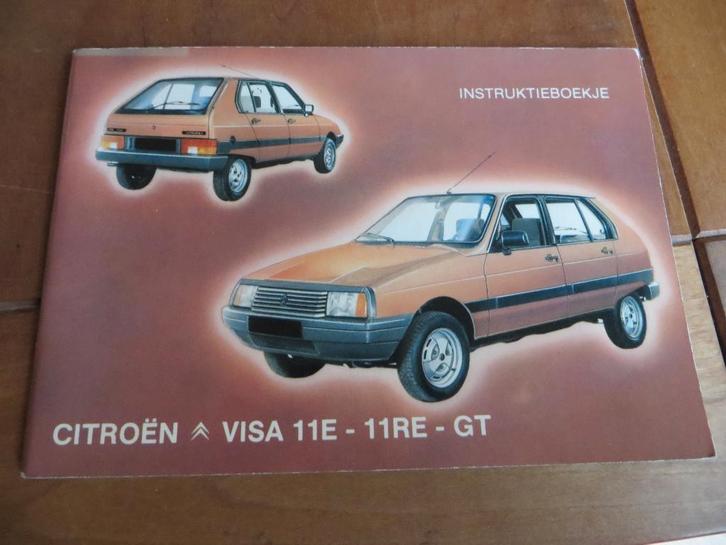 INSTRUKTIEBOEKJE
CITROËN VISA 11E - 11RE - GT